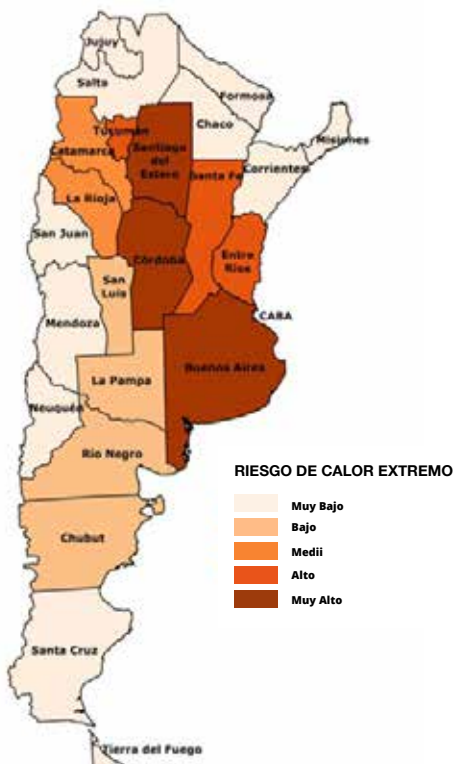 Jujuy
Salta
Formosa
Chaco
Tucumán
Misiones
Catamarca
Santiago
del
Estero
Corrientes
Santa Fe
La Rioja
San Juan
Córdoba
Entre
Ríos
San
Luis
CABA
Mendoza
Buenos Aires
La Pampa
Neuquén
Río Negro
RIESGO DE CALOR EXTREMO
Muy Bajo
Bajo
Medii
Alto
Muy Alto
Chubut
Santa Cruz
Tierra del Fuego